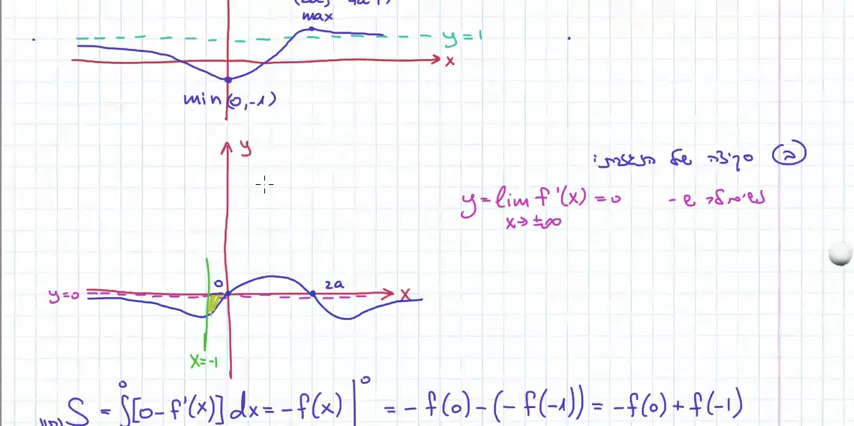 max
y=1
x
min(0,-1)
y
② סקיצה של הנגזרת:
y = lim f'(x) = 0
x→±∞
0
2a
y=0
x
x=-1
S = ∫[0-f'(x)]dx = -f(x) |⁰ = -f(0)-(-f(-1)) = -f(0)+f(-1)